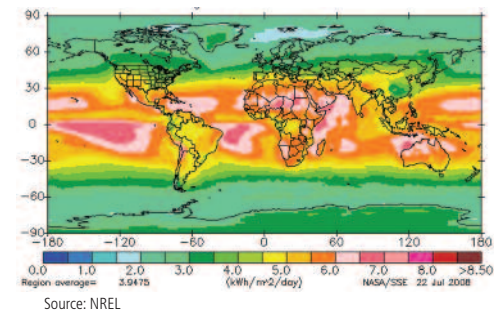 90
60
30
0
−30
−60
−90
−180 −120 −60 0 60 120 180
0.0 1.0 2.0 3.0 4.0 5.0 6.0 7.0 8.0 >8.50
Region average= 3.9475 (kWh/m^2/day) NASA/SSE 22 Jul 2008
Source: NREL